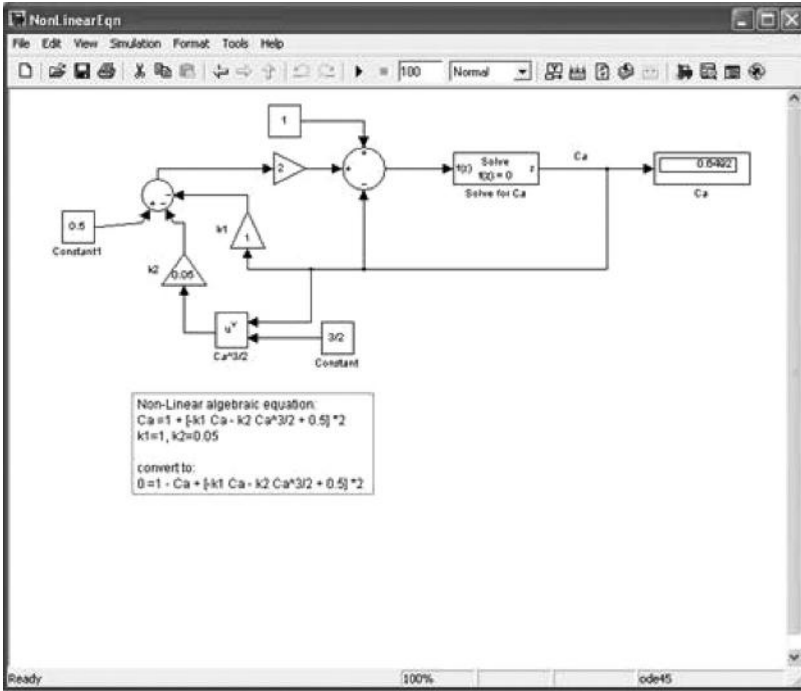 NonLinearEqn
File Edit View Simulation Format Tools Help
100 Normal
1
2
f(z) Solve f(z) = 0 z
Solve for Ca
Ca
0.6492
Ca
0.5
Constant1
k1
1
k2
0.05
u^v
Ca^3/2
3/2
Constant
Non-Linear algebraic equation:
Ca =1 + [-k1 Ca - k2 Ca^3/2 + 0.5] *2
k1=1, k2=0.05
convert to:
0 =1 - Ca + [-k1 Ca - k2 Ca^3/2 + 0.5] *2
Ready 100% ode45